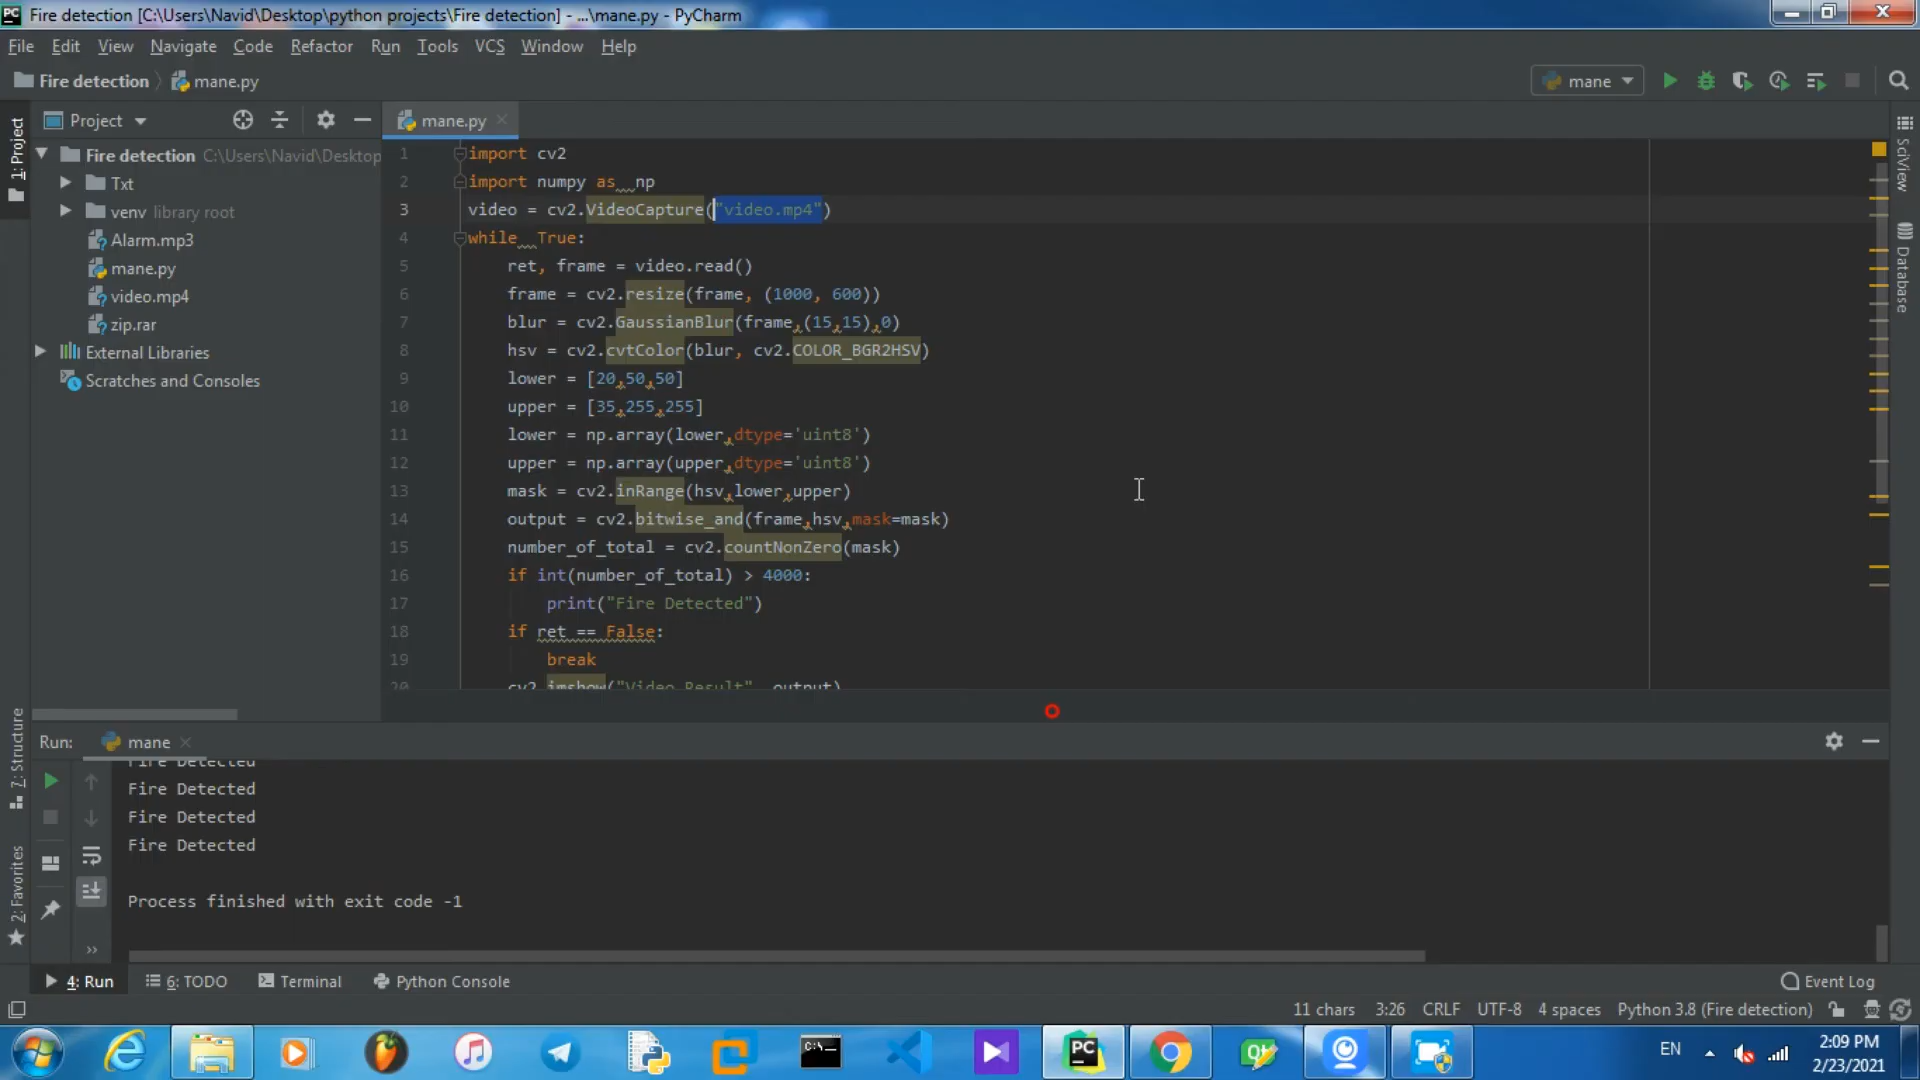 Fire detection [C:\Users\Navid\Desktop\python projects\Fire detection] - ...\mane.py - PyCharm
File Edit View Navigate Code Refactor Run Tools VCS Window Help
Fire detection mane.py mane
Project mane.py
1: Project
Fire detection C:\Users\Navid\Desktop
Txt
venv library root
Alarm.mp3
mane.py
video.mp4
zip.rar
External Libraries
Scratches and Consoles
1 import cv2
2 import numpy as  np
3 video = cv2.VideoCapture("video.mp4")
4 while  True:
5 ret, frame = video.read()
6 frame = cv2.resize(frame, (1000, 600))
7 blur = cv2.GaussianBlur(frame,(15,15),0)
8 hsv = cv2.cvtColor(blur, cv2.COLOR_BGR2HSV)
9 lower = [20,50,50]
10 upper = [35,255,255]
11 lower = np.array(lower,dtype='uint8')
12 upper = np.array(upper,dtype='uint8')
13 mask = cv2.inRange(hsv,lower,upper)
14 output = cv2.bitwise_and(frame,hsv,mask=mask)
15 number_of_total = cv2.countNonZero(mask)
16 if int(number_of_total) > 4000:
17 print("Fire Detected")
18 if ret == False:
19 break
20 cv2.imshow("Video Result", output)
SciView
Database
7: Structure
2: Favorites
Run: mane
Fire Detected
Fire Detected
Fire Detected
Fire Detected
Process finished with exit code -1
4: Run 6: TODO Terminal Python Console Event Log
11 chars 3:26 CRLF UTF-8 4 spaces Python 3.8 (Fire detection)
EN
2:09 PM
2/23/2021